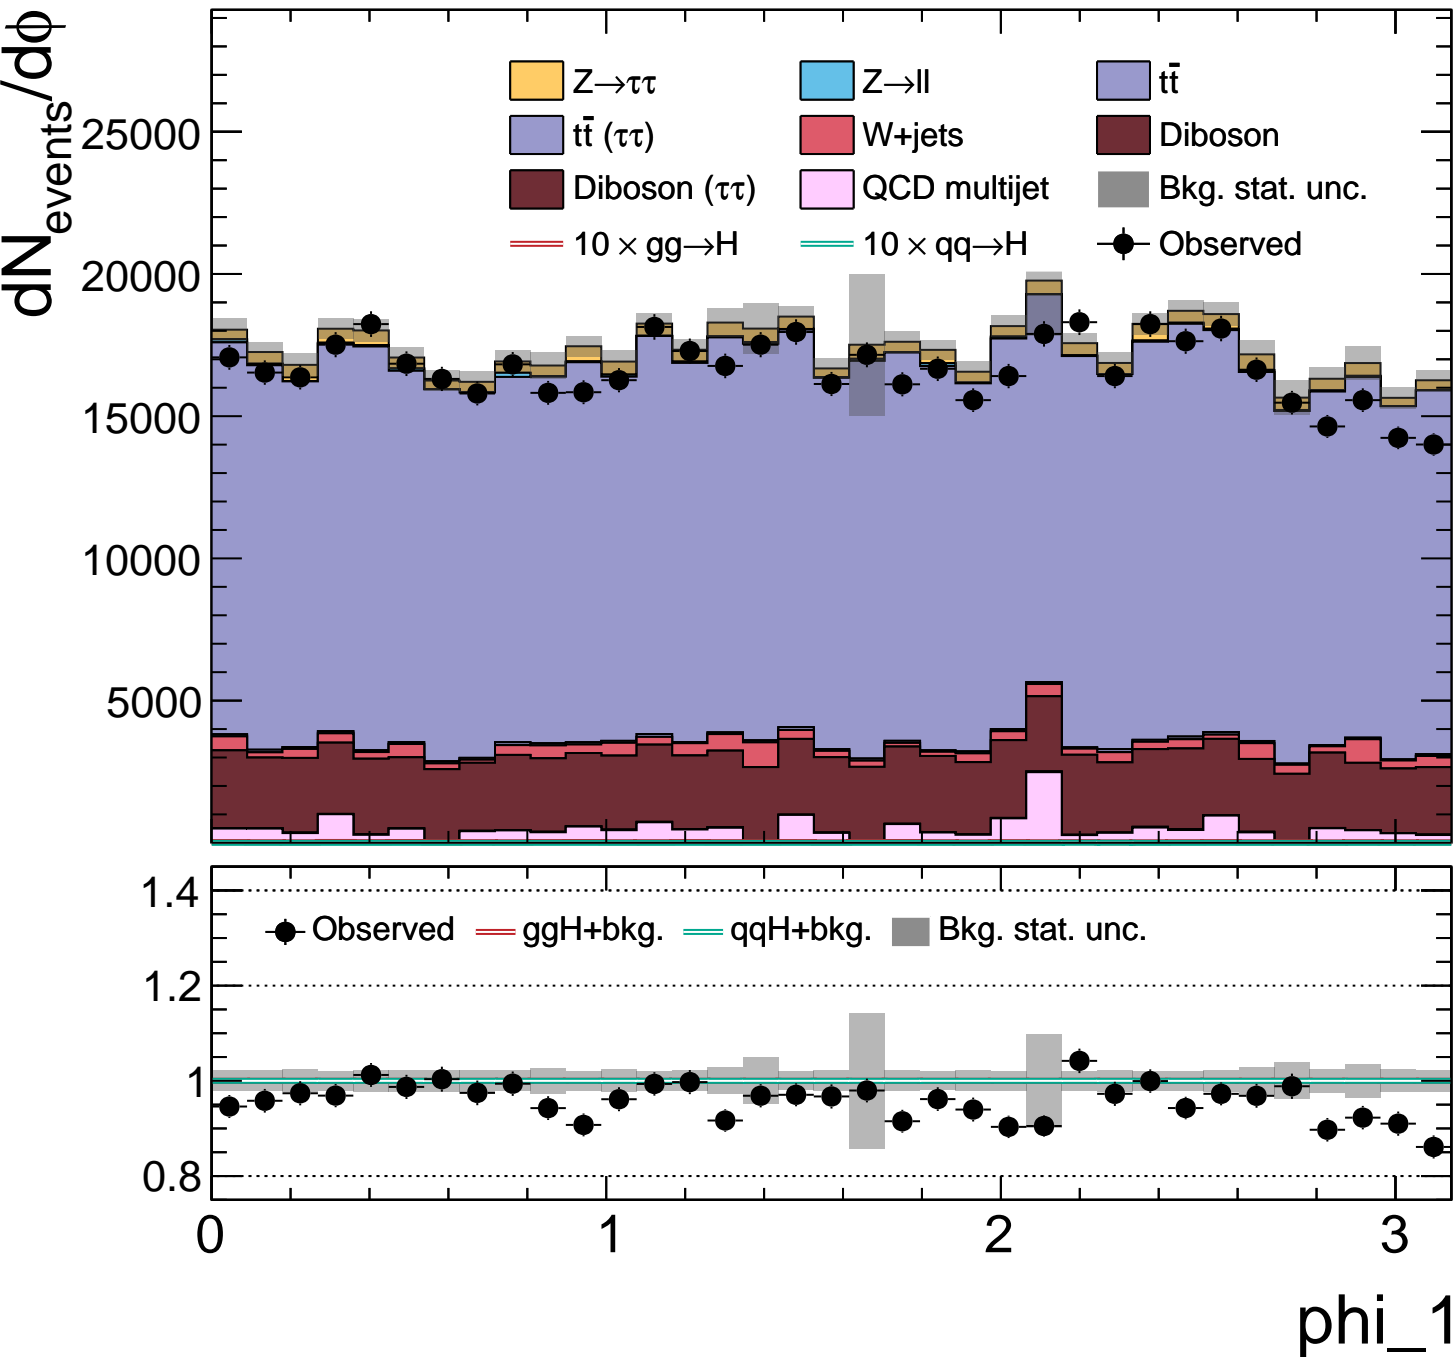 dN_events/dϕ
25000
20000
15000
10000
5000
Z→ττ Z→ll tt̄
tt̄ (ττ) W+jets Diboson
Diboson (ττ) QCD multijet Bkg. stat. unc.
10 × gg→H 10 × qq→H Observed
1.4
1.2
1
0.8
Observed ggH+bkg. qqH+bkg. Bkg. stat. unc.
0 1 2 3
phi_1